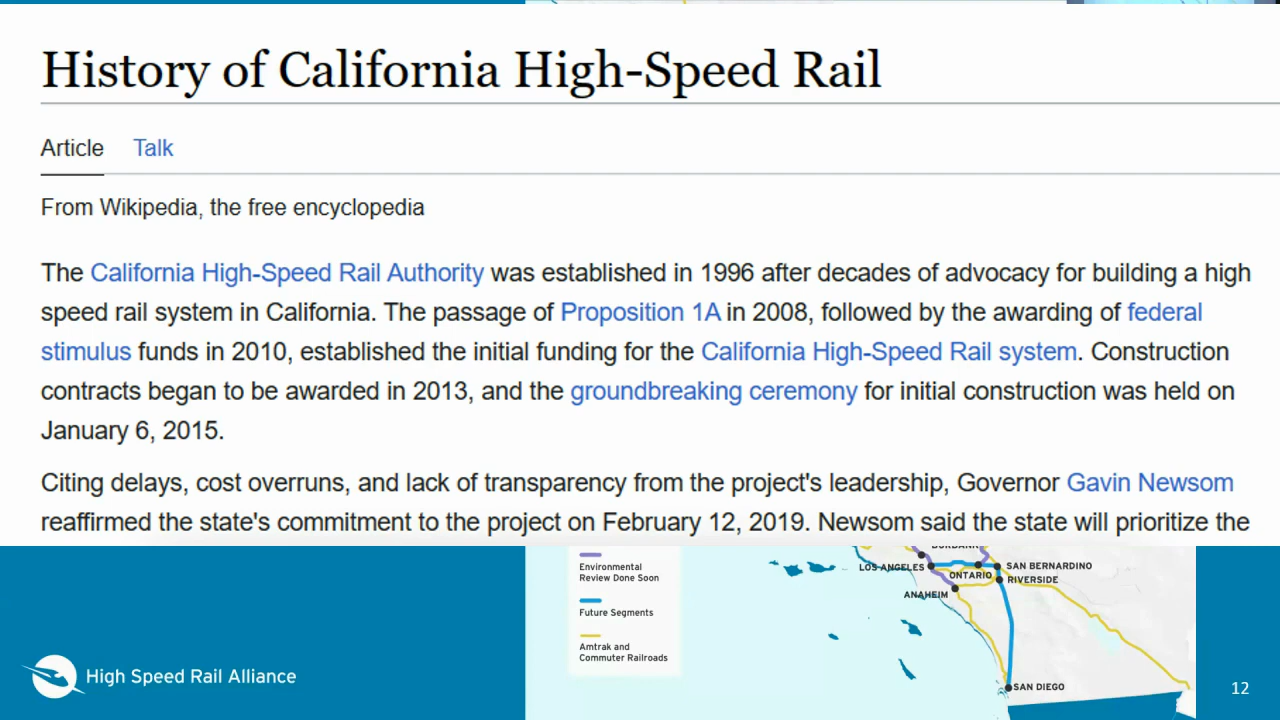 History of California High-Speed Rail
Article Talk
From Wikipedia, the free encyclopedia
The California High-Speed Rail Authority was established in 1996 after decades of advocacy for building a high
speed rail system in California. The passage of Proposition 1A in 2008, followed by the awarding of federal
stimulus funds in 2010, established the initial funding for the California High-Speed Rail system. Construction
contracts began to be awarded in 2013, and the groundbreaking ceremony for initial construction was held on
January 6, 2015.
Citing delays, cost overruns, and lack of transparency from the project's leadership, Governor Gavin Newsom
reaffirmed the state's commitment to the project on February 12, 2019. Newsom said the state will prioritize the
Environmental
Review Done Soon
Future Segments
Amtrak and
Commuter Railroads
BURBANK
LOS ANGELES
SAN BERNARDINO
ONTARIO
RIVERSIDE
ANAHEIM
SAN DIEGO
High Speed Rail Alliance
12